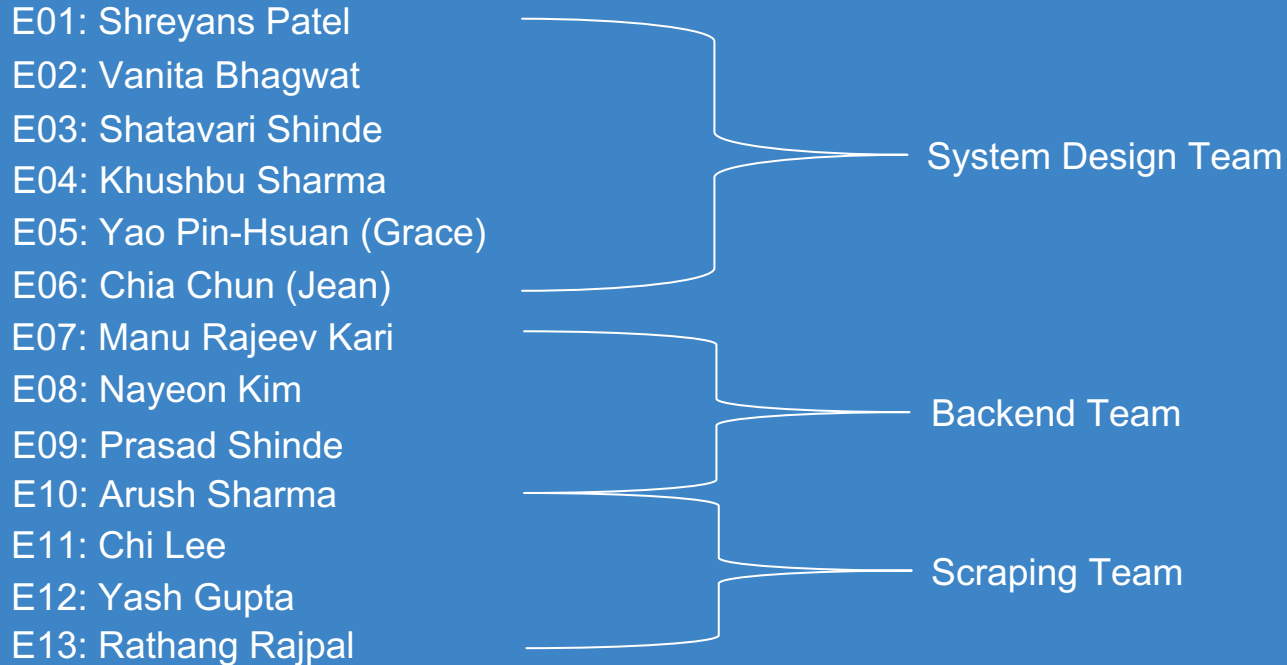 E01: Shreyans Patel
E02: Vanita Bhagwat
E03: Shatavari Shinde
E04: Khushbu Sharma
E05: Yao Pin-Hsuan (Grace)
E06: Chia Chun (Jean)
System Design Team
E07: Manu Rajeev Kari
E08: Nayeon Kim
E09: Prasad Shinde
E10: Arush Sharma
Backend Team
E11: Chi Lee
E12: Yash Gupta
E13: Rathang Rajpal
Scraping Team